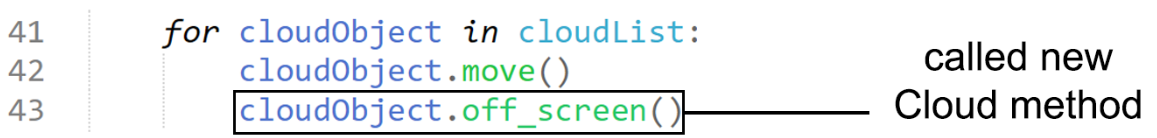 41 for cloudObject in cloudList:
42 cloudObject.move()
43 cloudObject.off_screen()
called new
Cloud method